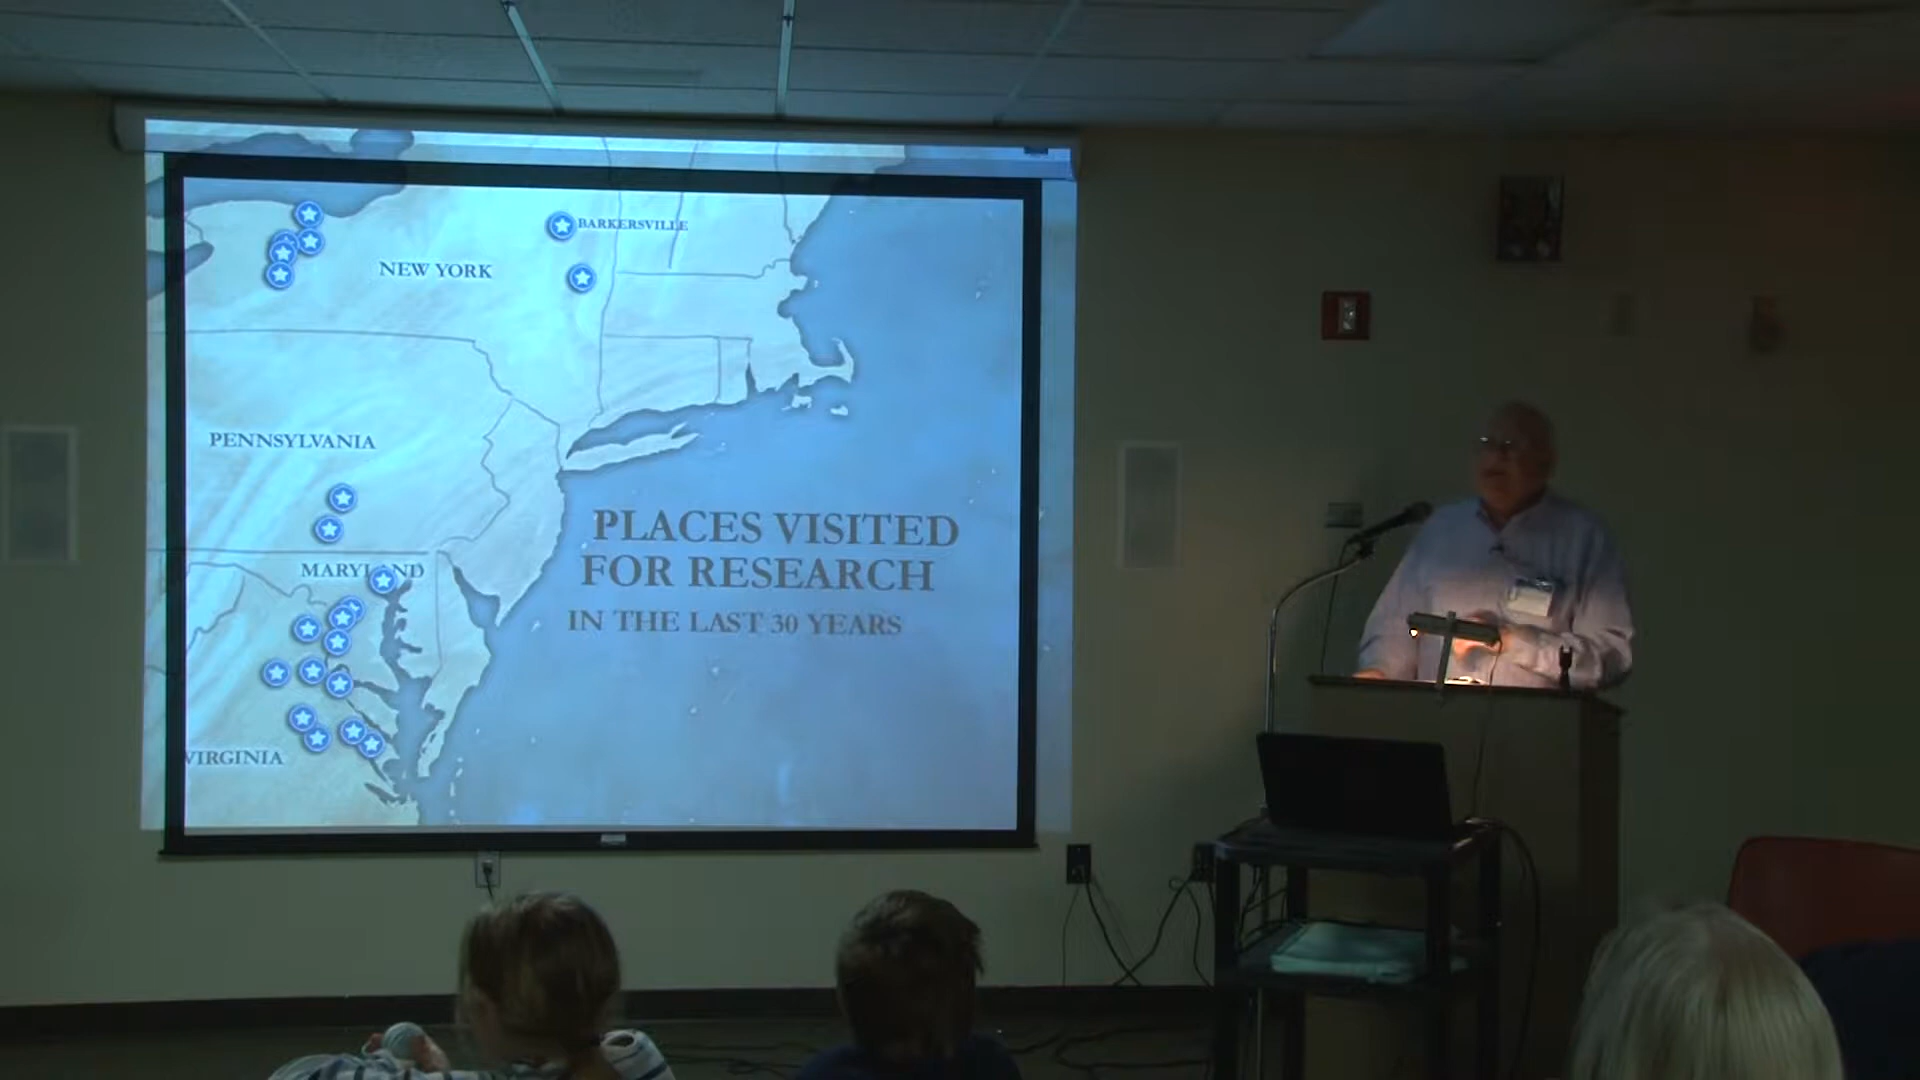 BARKERSVILLE
NEW YORK
PENNSYLVANIA
PLACES VISITED
FOR RESEARCH
MARYLAND
IN THE LAST 30 YEARS
VIRGINIA